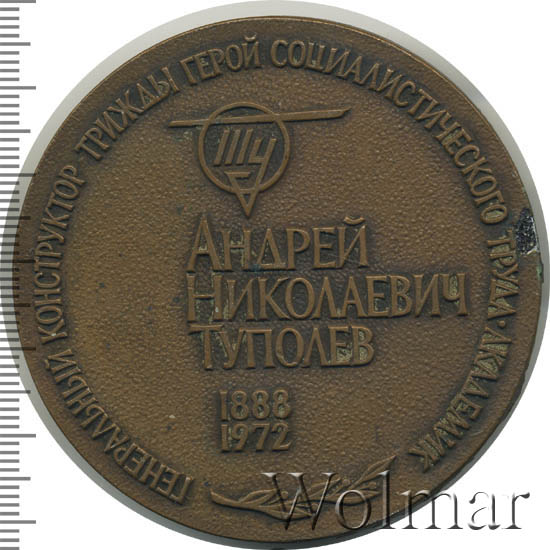 ГЕНЕРАЛЬНЫЙ КОНСТРУКТОР ТРИЖДЫ ГЕРОЙ СОЦИАЛИСТИЧЕСКОГО ТРУДА • АКАДЕМИК
ТУ
АНДРЕЙ
НИКОЛАЕВИЧ
ТУПОЛЕВ
1888
1972
Wolmar